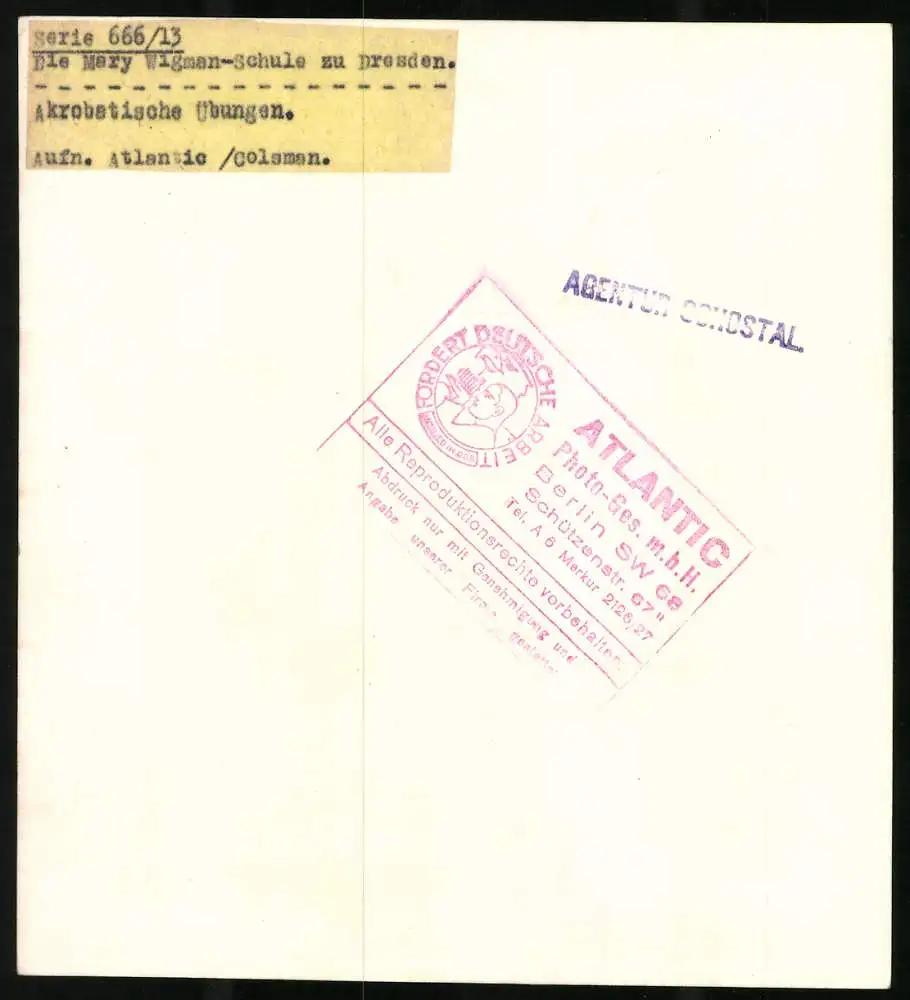 Serie 666/13
Die Mary Wigman-Schule zu Dresden.
- - - - - - - - - - - - - - - - - -
Akrobatische Übungen.
Aufn. Atlantic /Colsman.
AGENTUR SCHOSTAL
FÖRDERT DEUTSCHE ARBEIT
ATLANTIC
Photo-Ges. m.b.H.
Berlin SW 68
Schützenstr. 67"
Tel. A 6 Merkur 2126/27
Alle Reproduktionsrechte vorbehalten.
Abdruck nur mit Genehmigung und
Angabe unserer Firma gestattet